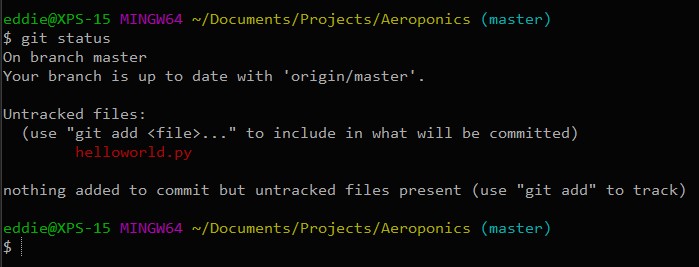 eddie@XPS-15 MINGW64 ~/Documents/Projects/Aeroponics (master)
$ git status
On branch master
Your branch is up to date with 'origin/master'.

Untracked files:
  (use "git add <file>..." to include in what will be committed)
        helloworld.py

nothing added to commit but untracked files present (use "git add" to track)

eddie@XPS-15 MINGW64 ~/Documents/Projects/Aeroponics (master)
$